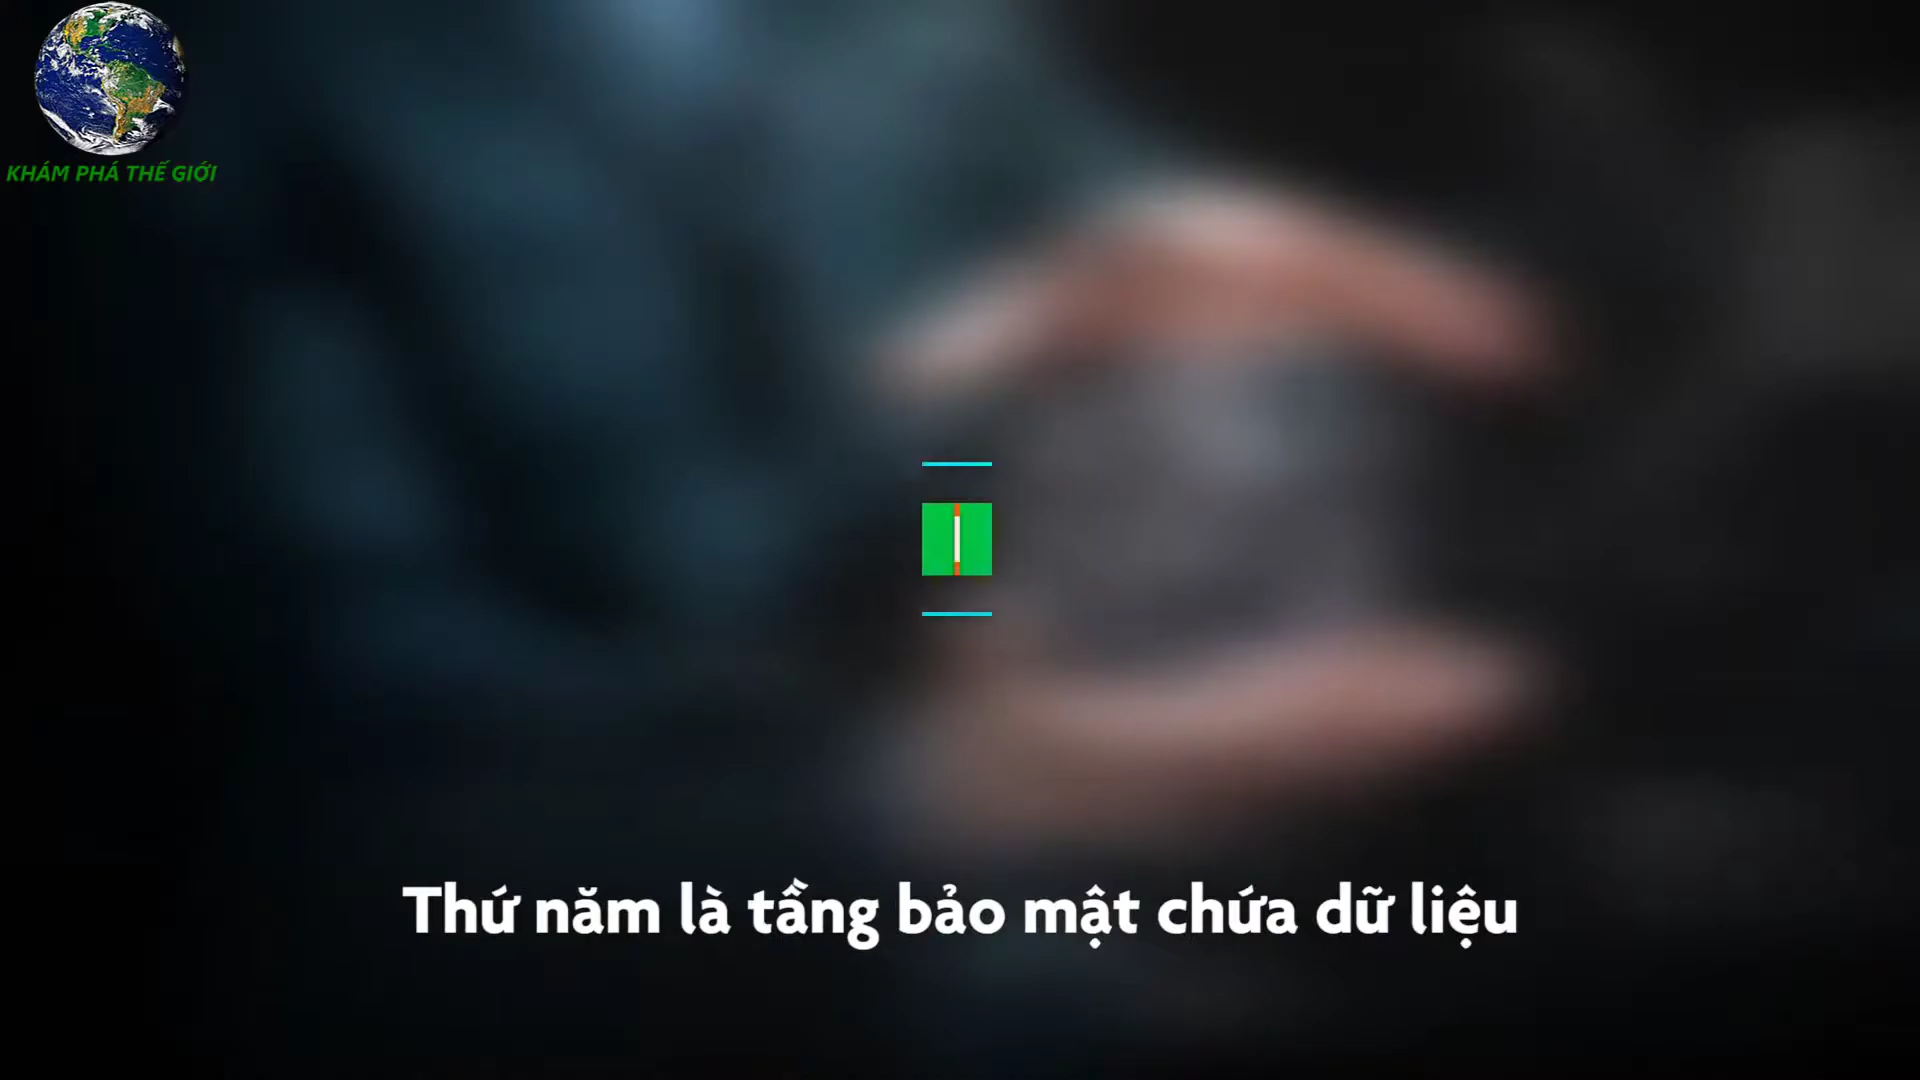 KHÁM PHÁ THẾ GIỚI
Thứ năm là tầng bảo mật chứa dữ liệu